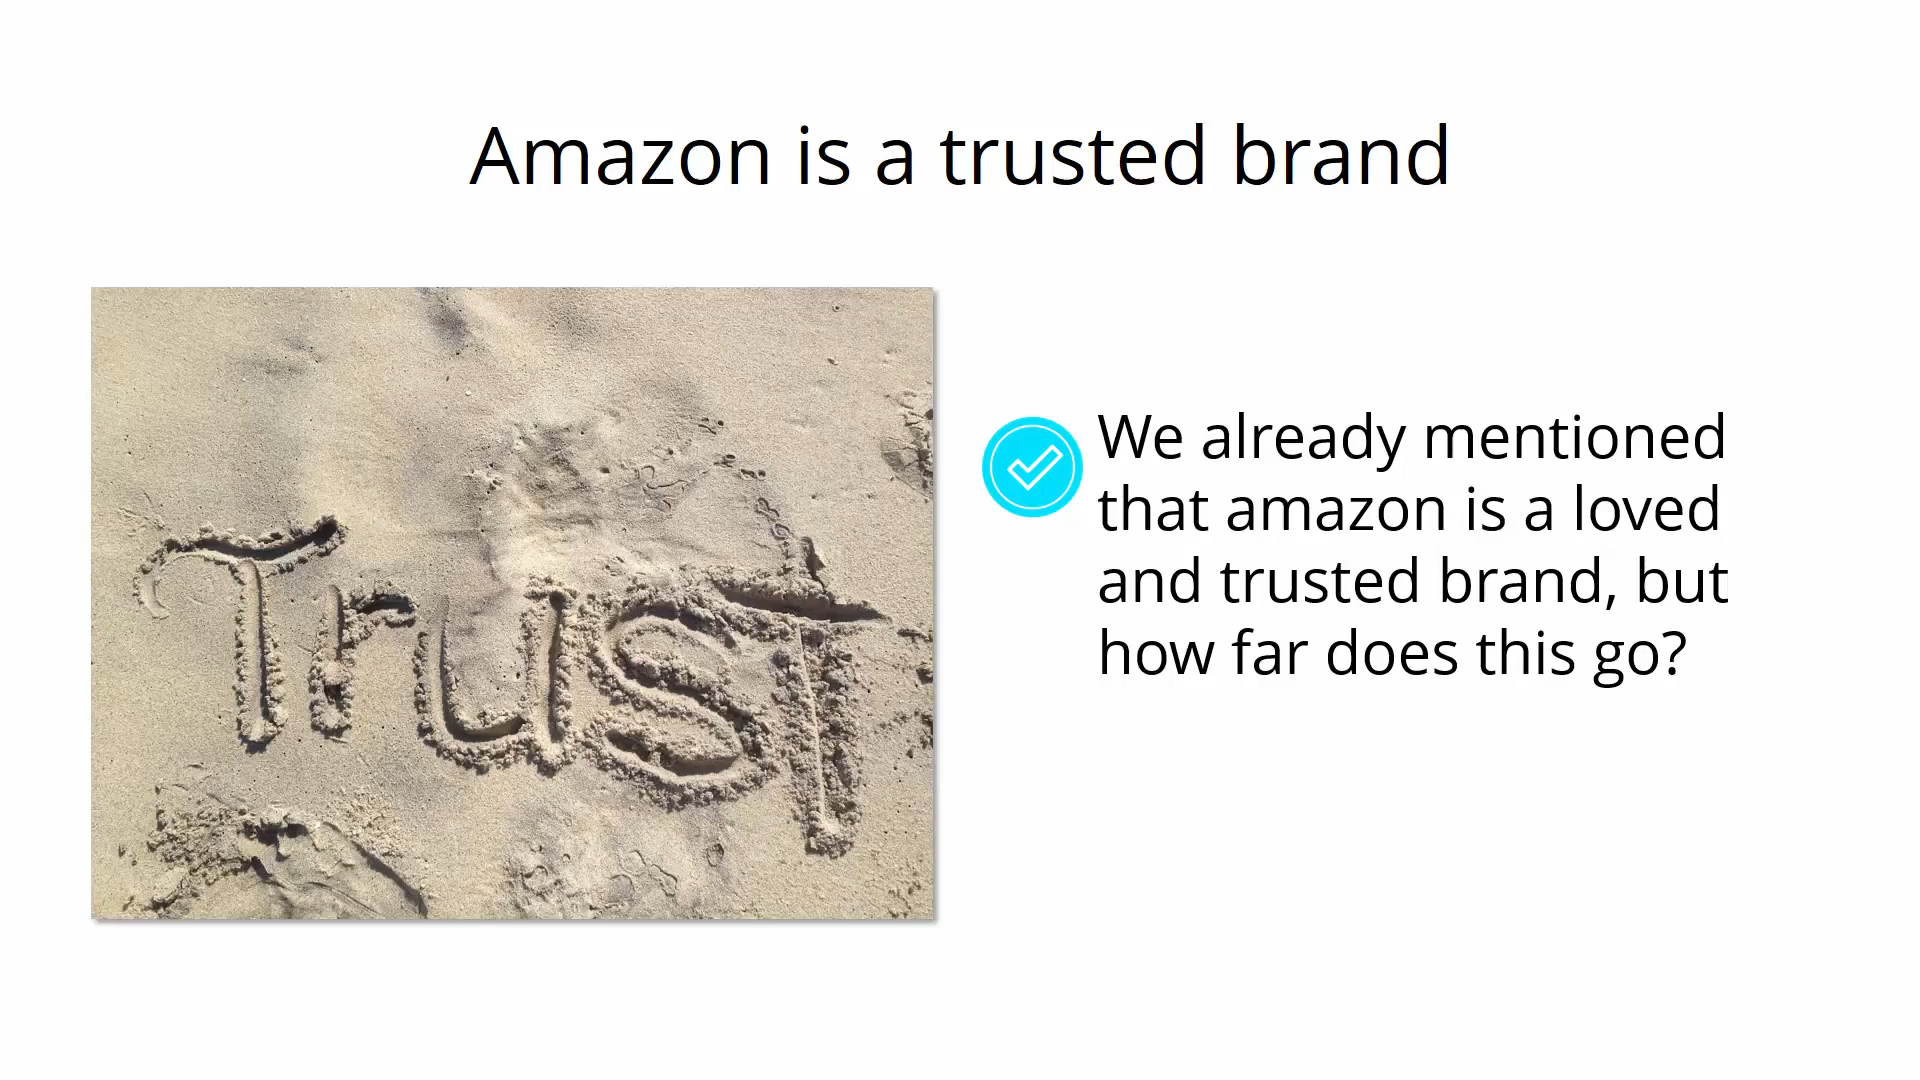 Amazon is a trusted brand
Trust
We already mentioned
that amazon is a loved
and trusted brand, but
how far does this go?